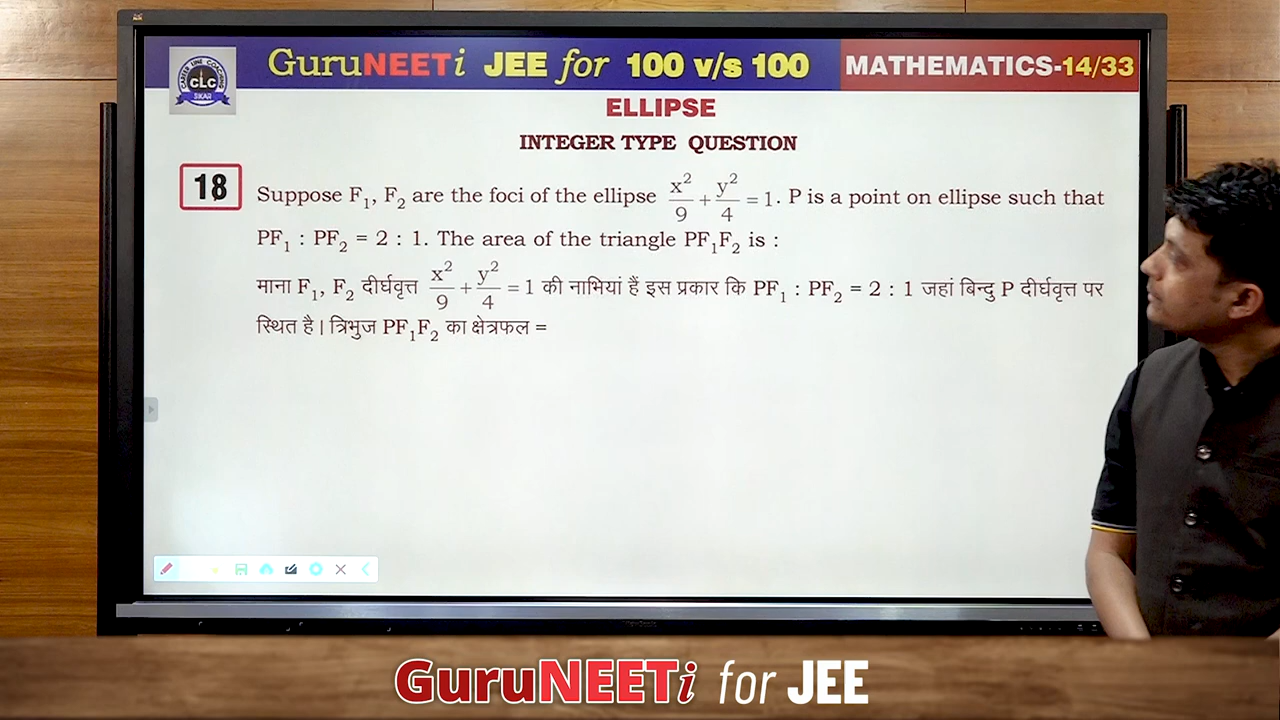 GuruNEETi JEE for 100 v/s 100 MATHEMATICS-14/33
CLC
SIKAR
ELLIPSE
INTEGER TYPE QUESTION
18 Suppose F₁, F₂ are the foci of the ellipse x²/9 + y²/4 = 1. P is a point on ellipse such that
PF₁ : PF₂ = 2 : 1. The area of the triangle PF₁F₂ is :
माना F₁, F₂ दीर्घवृत्त x²/9 + y²/4 = 1 की नाभियां हैं इस प्रकार कि PF₁ : PF₂ = 2 : 1 जहां बिन्दु P दीर्घवृत्त पर
स्थित है। त्रिभुज PF₁F₂ का क्षेत्रफल =
GuruNEETi for JEE